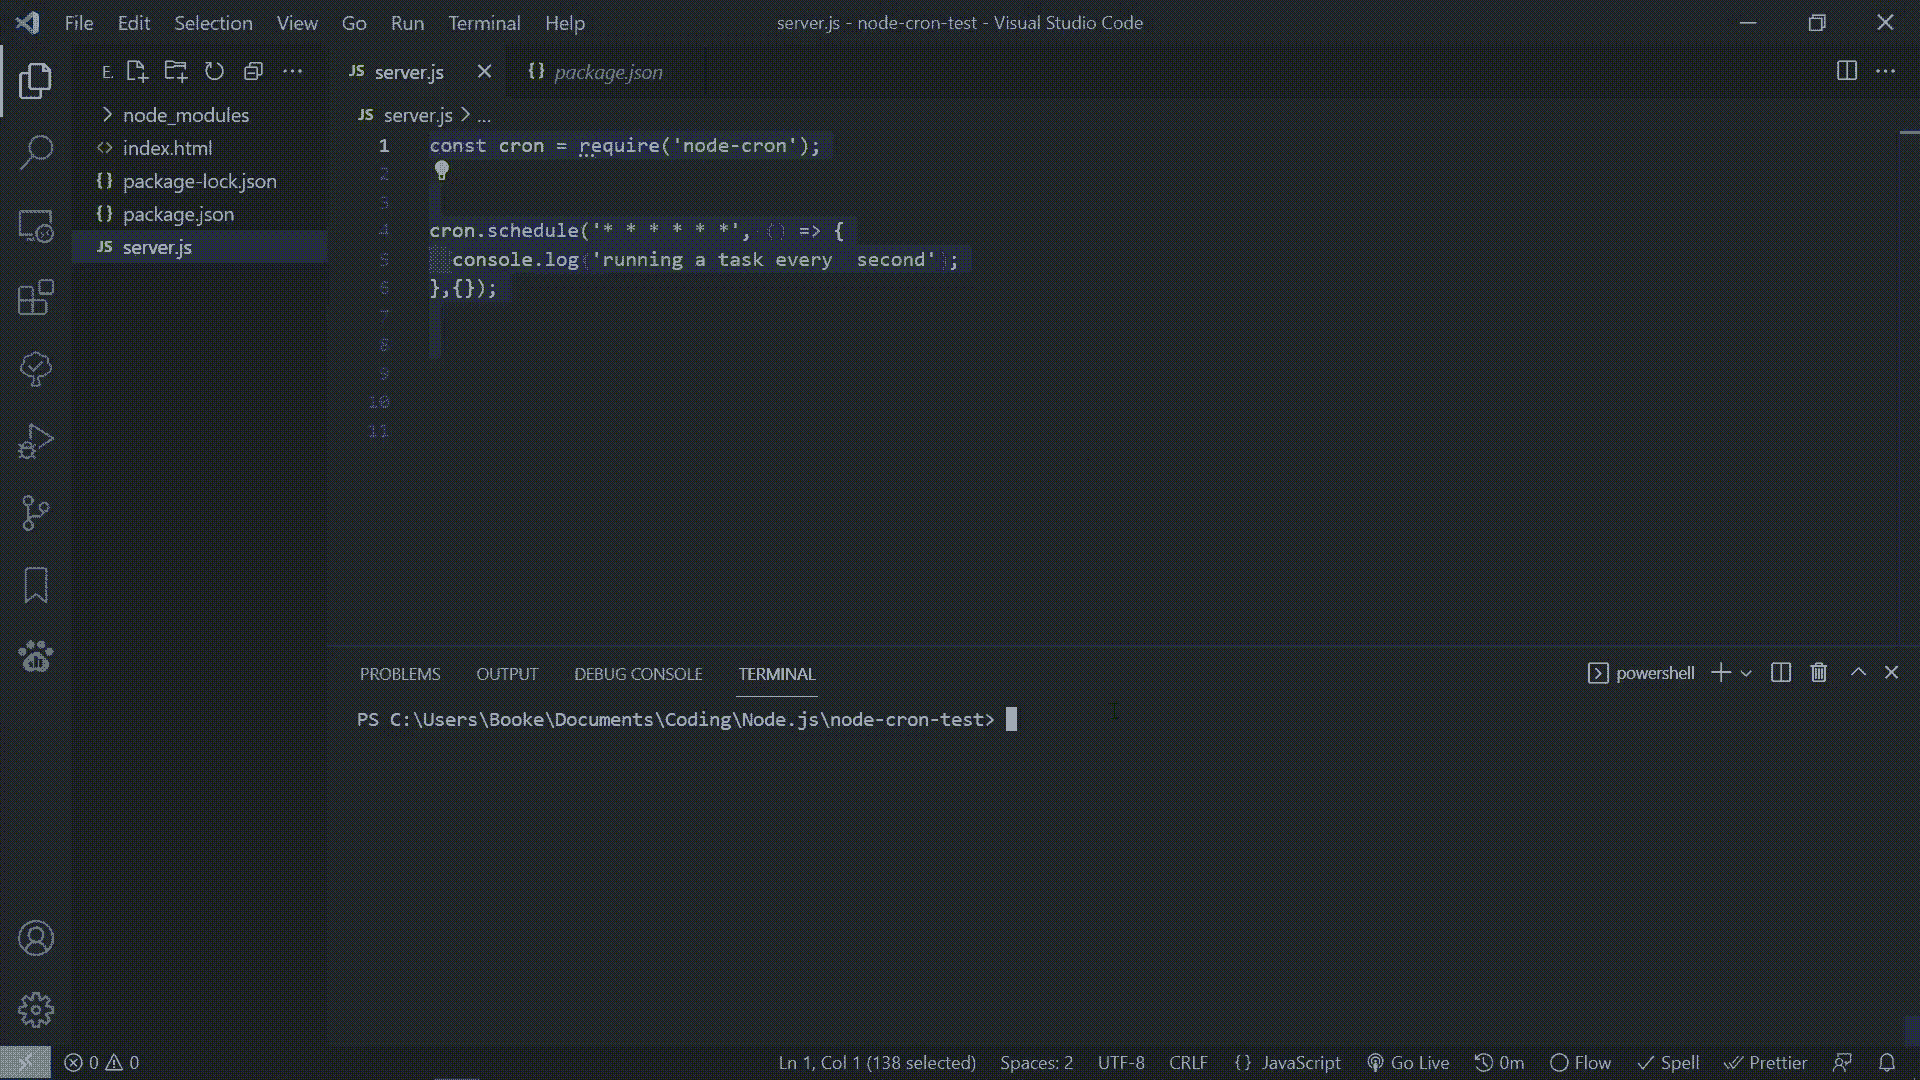 File Edit Selection View Go Run Terminal Help
server.js - node-cron-test - Visual Studio Code
E.
JS server.js
{} package.json
node_modules
<> index.html
{} package-lock.json
{} package.json
JS server.js
JS server.js > ...
1 const cron = require('node-cron');
2
3
4 cron.schedule('* * * * * *', () => {
5 console.log('running a task every  second');
6 },{});
7
8
9
10
11
PROBLEMS OUTPUT DEBUG CONSOLE TERMINAL
powershell
PS C:\Users\Booke\Documents\Coding\Node.js\node-cron-test>
0 0
Ln 1, Col 1 (138 selected) Spaces: 2 UTF-8 CRLF {} JavaScript Go Live 0m Flow Spell Prettier